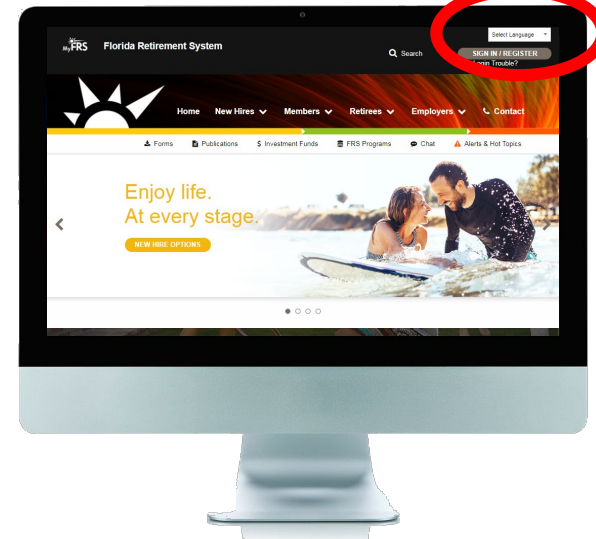 Select Language
MyFRS Florida Retirement System
Search
SIGN IN / REGISTER
Login Trouble?
Home New Hires Members Retirees Employers Contact
Forms Publications $ Investment Funds FRS Programs Chat Alerts & Hot Topics
Enjoy life.
At every stage.
NEW HIRE OPTIONS